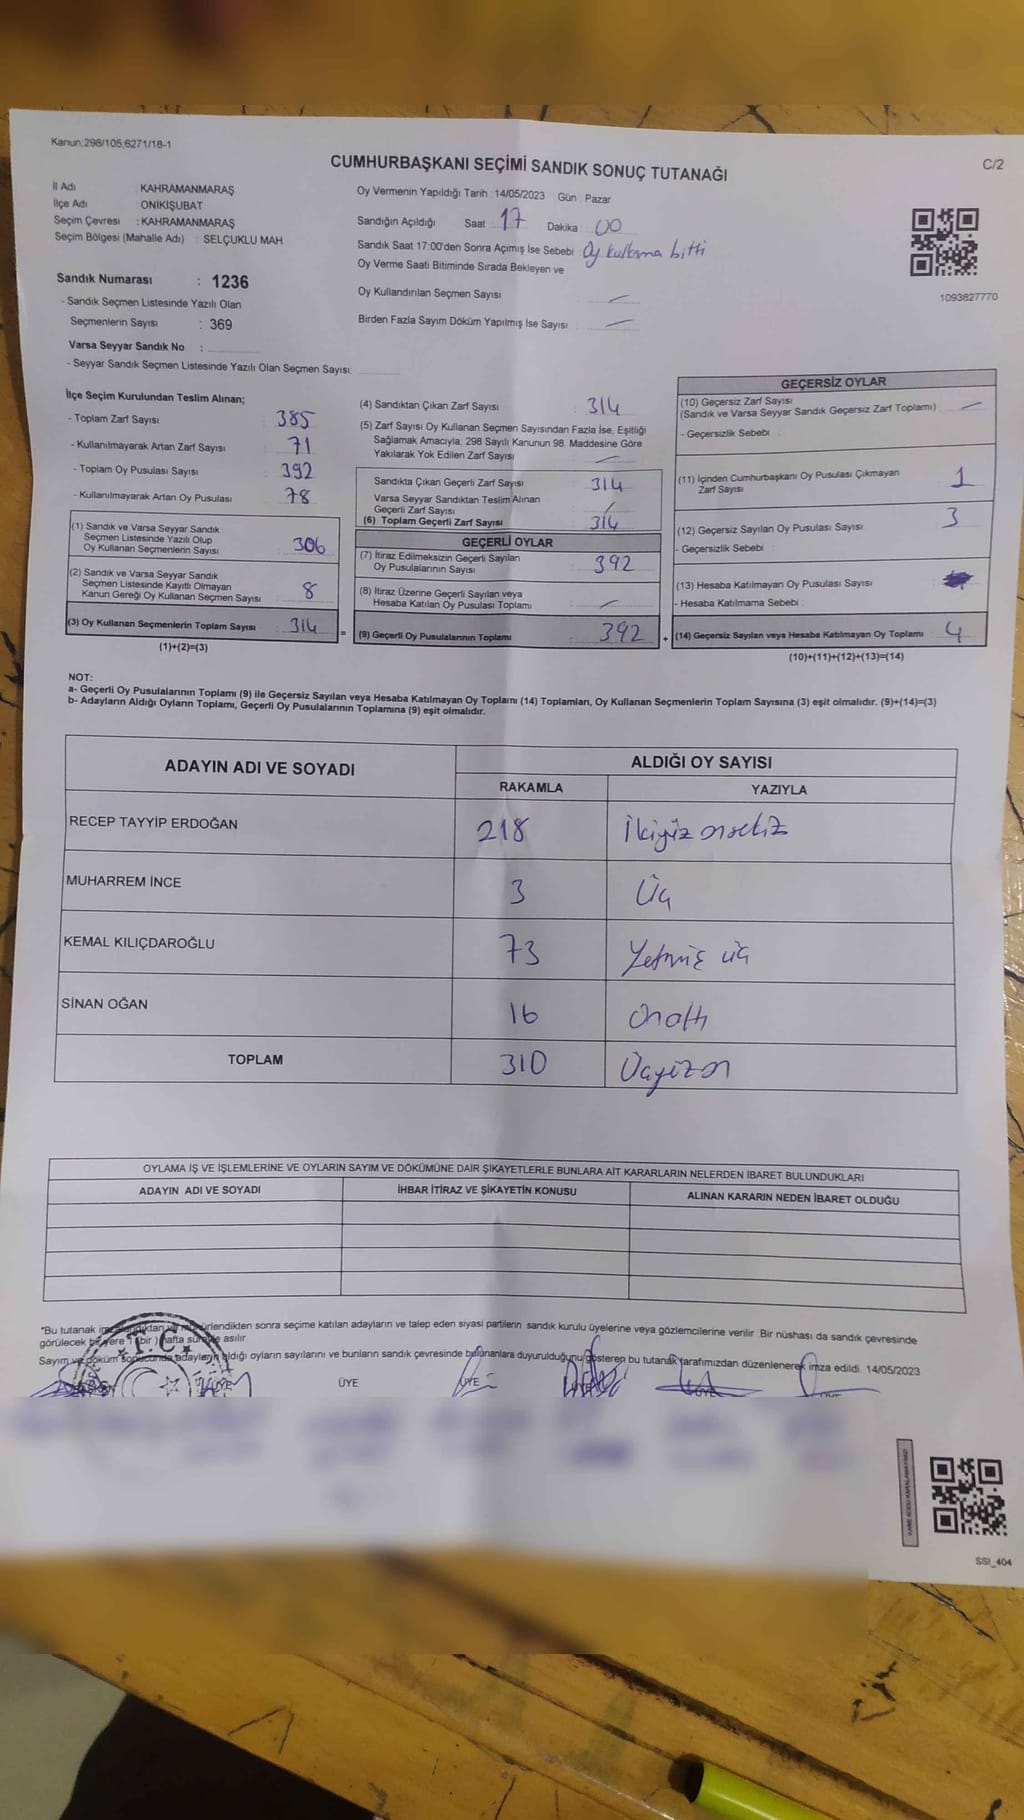 Kanun.298/105;6271/18-1
C/2
CUMHURBAŞKANI SEÇİMİ SANDIK SONUÇ TUTANAĞI
İl Adı : KAHRAMANMARAŞ
İlçe Adı : ONİKİŞUBAT
Seçim Çevresi : KAHRAMANMARAŞ
Seçim Bölgesi (Mahalle Adı) : SELÇUKLU MAH.
Sandık Numarası : 1236
- Sandık Seçmen Listesinde Yazılı Olan
Seçmenlerin Sayısı : 369
Varsa Seyyar Sandık No :
- Seyyar Sandık Seçmen Listesinde Yazılı Olan Seçmen Sayısı:
Oy Vermenin Yapıldığı Tarih : 14/05/2023 Gün Pazar
Sandığın Açıldığı Saat 17 Dakika 00
Sandık Saat 17:00'den Sonra Açımış İse Sebebi Oy kullanma bitti
Oy Verme Saati Bitiminde Sırada Bekleyen ve
Oy Kullandırılan Seçmen Sayısı :
Birden Fazla Sayım Döküm Yapılmış İse Sayısı :
1093827770
İlçe Seçim Kurulundan Teslim Alınan;
- Toplam Zarf Sayısı : 385
- Kullanılmayarak Artan Zarf Sayısı : 71
- Toplam Oy Pusulası Sayısı : 392
- Kullanılmayarak Artan Oy Pusulası : 78
(1) Sandık ve Varsa Seyyar Sandık
Seçmen Listesinde Yazılı Olup
Oy Kullanan Seçmenlerin Sayısı : 306
(2) Sandık ve Varsa Seyyar Sandık
Seçmen Listesinde Kayıtlı Olmayan
Kanun Gereği Oy Kullanan Seçmen Sayısı : 8
(3) Oy Kullanan Seçmenlerin Toplam Sayısı : 314
(1)+(2)=(3)
=
(4) Sandıktan Çıkan Zarf Sayısı : 314
(5) Zarf Sayısı Oy Kullanan Seçmen Sayısından Fazla İse, Eşitliği
Sağlamak Amacıyla, 298 Sayılı Kanunun 98. Maddesine Göre
Yakılarak Yok Edilen Zarf Sayısı :
Sandıkta Çıkan Geçerli Zarf Sayısı : 314
Varsa Seyyar Sandıktan Teslim Alınan
Geçerli Zarf Sayısı :
(6) Toplam Geçerli Zarf Sayısı : 314
GEÇERLİ OYLAR
(7) İtiraz Edilmeksizin Geçerli Sayılan
Oy Pusulalarının Sayısı : 392
(8) İtiraz Üzerine Geçerli Sayılan veya
Hesaba Katılan Oy Pusulası Toplamı :
(9) Geçerli Oy Pusulalarının Toplamı : 392
+
GEÇERSİZ OYLAR
(10) Geçersiz Zarf Sayısı
(Sandık ve Varsa Seyyar Sandık Geçersiz Zarf Toplamı) :
- Geçersizlik Sebebi :
(11) İçinden Cumhurbaşkanı Oy Pusulası Çıkmayan
Zarf Sayısı : 1
(12) Geçersiz Sayılan Oy Pusulası Sayısı : 3
- Geçersizlik Sebebi :
(13) Hesaba Katılmayan Oy Pusulası Sayısı :
- Hesaba Katılmama Sebebi :
(14) Geçersiz Sayılan veya Hesaba Katılmayan Oy Toplamı : 4
(10)+(11)+(12)+(13)=(14)
NOT:
a- Geçerli Oy Pusulalarının Toplamı (9) ile Geçersiz Sayılan veya Hesaba Katılmayan Oy Toplamı (14) Toplamları, Oy Kullanan Seçmenlerin Toplam Sayısına (3) eşit olmalıdır. (9)+(14)=(3)
b- Adayların Aldığı Oyların Toplamı, Geçerli Oy Pusulalarının Toplamına (9) eşit olmalıdır.
ADAYIN ADI VE SOYADI ALDIĞI OY SAYISI
RAKAMLA YAZIYLA
RECEP TAYYİP ERDOĞAN 218 İkiyüz onsekiz
MUHARREM İNCE 3 Üç
KEMAL KILIÇDAROĞLU 73 Yetmiş üç
SİNAN OĞAN 16 Onaltı
TOPLAM 310 Üçyüzon
OYLAMA İŞ VE İŞLEMLERİNE VE OYLARIN SAYIM VE DÖKÜMÜNE DAİR ŞİKAYETLERLE BUNLARA AİT KARARLARIN NELERDEN İBARET BULUNDUKLARI
ADAYIN ADI VE SOYADI İHBAR İTİRAZ VE ŞİKAYETİN KONUSU ALINAN KARARIN NEDEN İBARET OLDUĞU
*Bu tutanak imzalandıktan ve mühürlendikten sonra seçime katılan adayların ve talep eden siyasi partilerin sandık kurulu üyelerine veya gözlemcilerine verilir. Bir nüshası da sandık çevresinde
görülecek bir yere 1 (bir) hafta süreyle asılır.
Sayım ve döküm sonucunda adayların aldığı oyların sayılarını ve bunların sandık çevresinde bulunanlara duyurulduğunu gösteren bu tutanak tarafımızdan düzenlenerek imza edildi. 14/05/2023
T.C.
BAŞKAN ÜYE ÜYE ÜYE ÜYE ÜYE
SSI_404